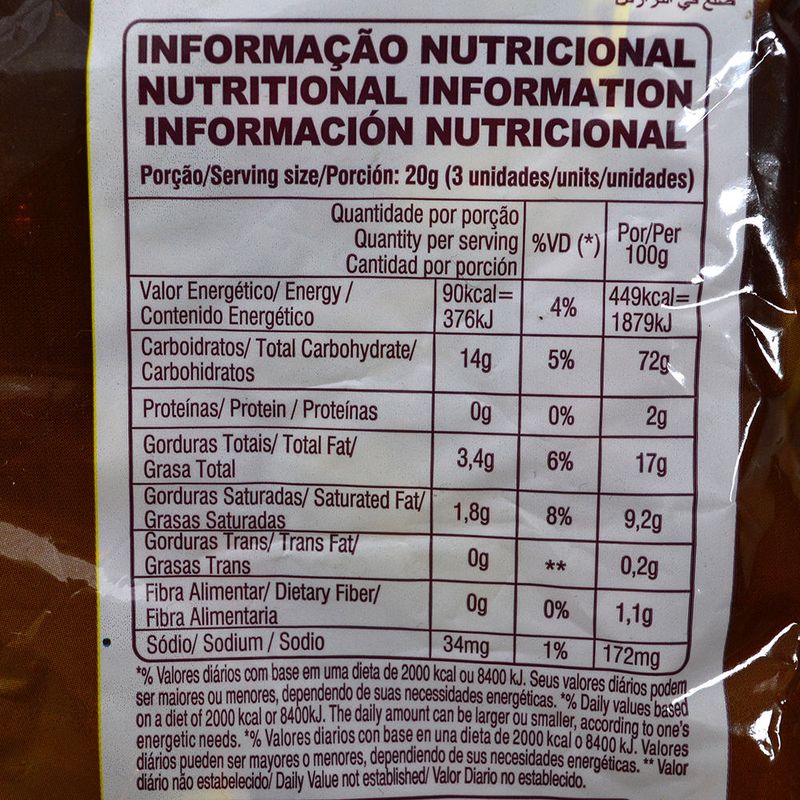 INFORMAÇÃO NUTRICIONAL
NUTRITIONAL INFORMATION
INFORMACIÓN NUTRICIONAL
Porção/Serving size/Porción: 20g (3 unidades/units/unidades)
Quantidade por porção
Quantity per serving
Cantidad por porción
%VD (*)
Por/Per
100g
Valor Energético/ Energy /
Contenido Energético
90kcal=
376kJ
4%
449kcal=
1879kJ
Carboidratos/ Total Carbohydrate/
Carbohidratos
14g
5%
72g
Proteínas/ Protein / Proteínas
0g
0%
2g
Gorduras Totais/ Total Fat/
Grasa Total
3,4g
6%
17g
Gorduras Saturadas/ Saturated Fat/
Grasas Saturadas
1,8g
8%
9,2g
Gorduras Trans/ Trans Fat/
Grasas Trans
0g
**
0,2g
Fibra Alimentar/ Dietary Fiber/
Fibra Alimentaria
0g
0%
1,1g
Sódio/ Sodium / Sodio
34mg
1%
172mg
*% Valores diários com base em uma dieta de 2000 kcal ou 8400 kJ. Seus valores diários podem
ser maiores ou menores, dependendo de suas necessidades energéticas. *% Daily values based
on a diet of 2000 kcal or 8400kJ. The daily amount can be larger ou smaller, according to one's
energetic needs. *% Valores diarios con base en una dieta de 2000 kcal o 8400 kJ. Valores
diários pueden ser mayores o menores, dependiendo de sus necesidades energéticas. ** Valor
diário não estabelecido/ Daily Value not established/ Valor Diario no establecido.